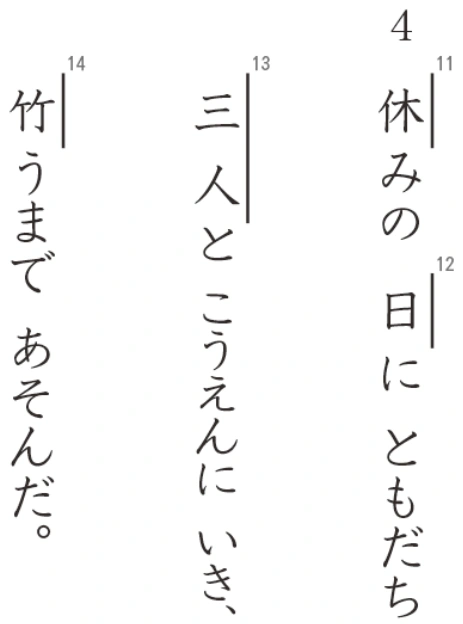 4
11
休みの 日に ともだち
12
13
三人と こうえんに いき、
14
竹うまで あそんだ。